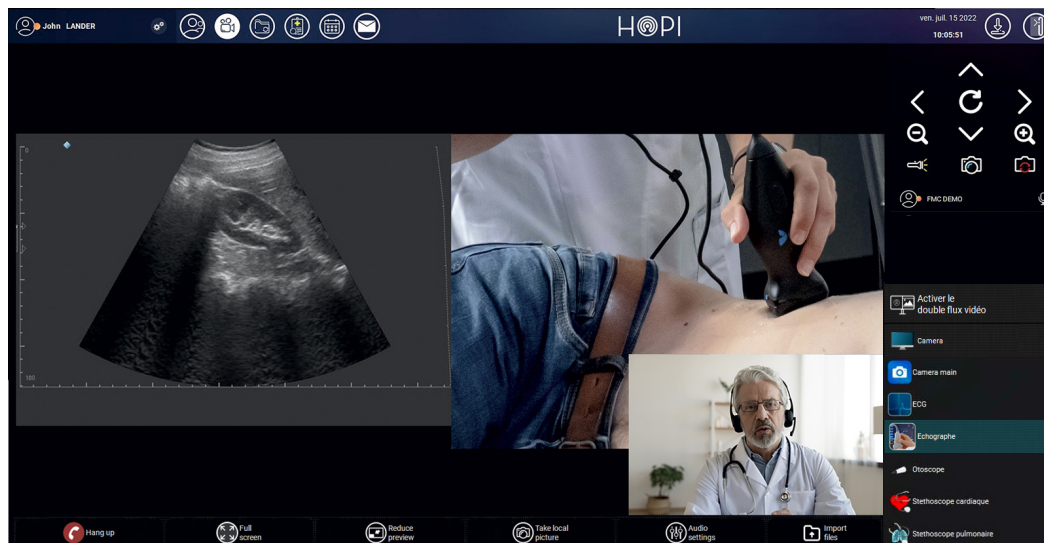 John LANDER
HOPI
ven. juil. 15 2022
10:05:51
0
180
FMC DEMO
Activer le
double flux vidéo
Camera
Camera main
ECG
Echographe
Otoscope
Stethoscope cardiaque
Stethoscope pulmonaire
Hang up
Full
screen
Reduce
preview
Take local
picture
Audio
settings
Import
files